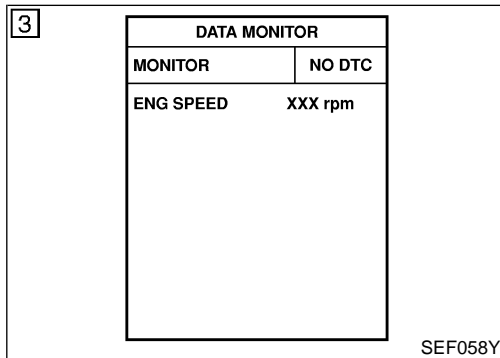 3
DATA MONITOR
MONITOR NO DTC
ENG SPEED XXX rpm
SEF058Y